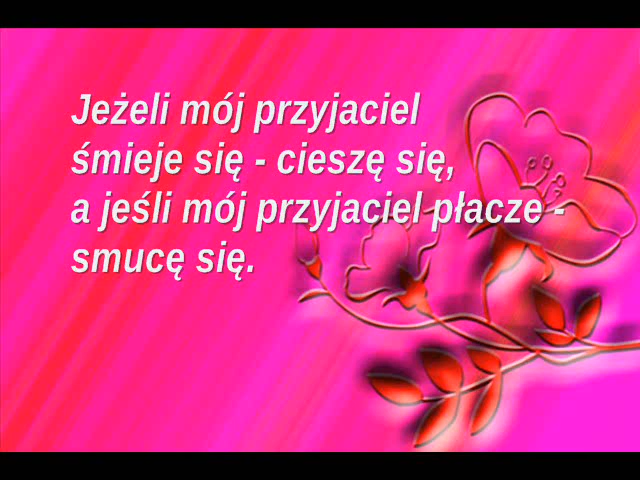 Jeżeli mój przyjaciel
śmieje się - cieszę się,
a jeśli mój przyjaciel płacze -
smucę się.